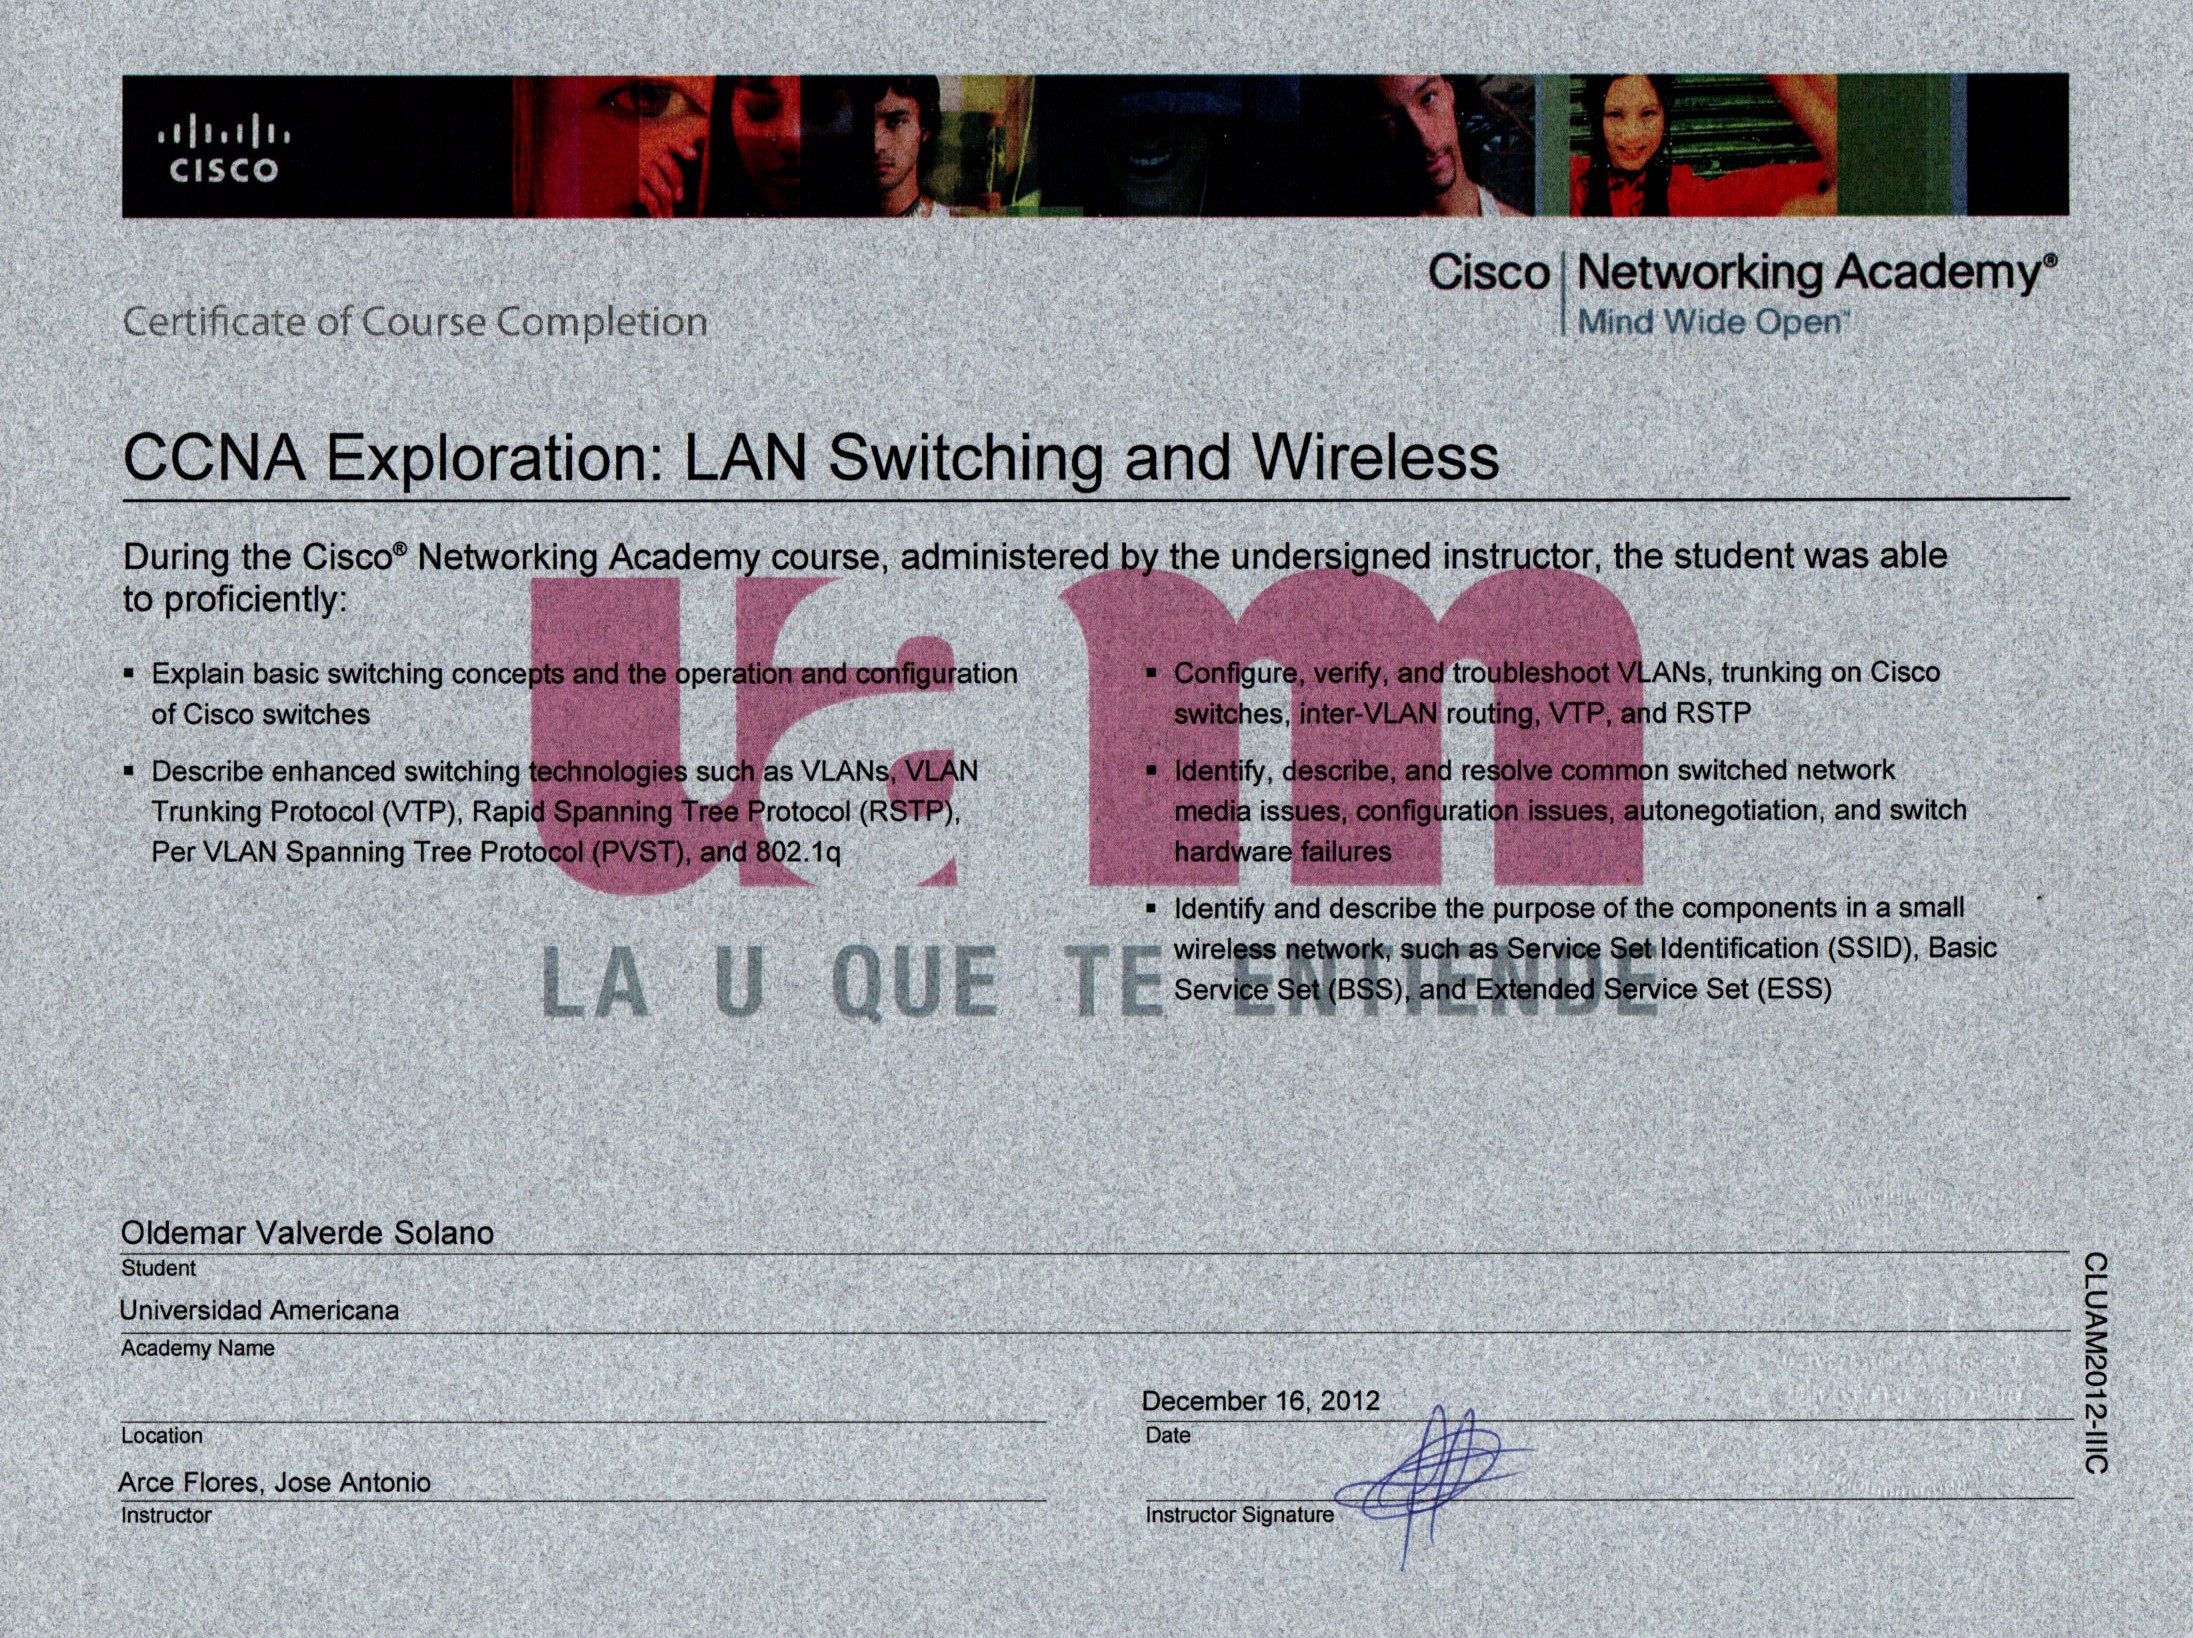 CISCO
Cisco Networking Academy®
Mind Wide Open™
Certificate of Course Completion
CCNA Exploration: LAN Switching and Wireless
During the Cisco® Networking Academy course, administered by the undersigned instructor, the student was able
to proficiently:
▪ Explain basic switching concepts and the operation and configuration
of Cisco switches
▪ Describe enhanced switching technologies such as VLANs, VLAN
Trunking Protocol (VTP), Rapid Spanning Tree Protocol (RSTP),
Per VLAN Spanning Tree Protocol (PVST), and 802.1q
▪ Configure, verify, and troubleshoot VLANs, trunking on Cisco
switches, inter-VLAN routing, VTP, and RSTP
▪ Identify, describe, and resolve common switched network
media issues, configuration issues, autonegotiation, and switch
hardware failures
▪ Identify and describe the purpose of the components in a small
wireless network, such as Service Set Identification (SSID), Basic
Service Set (BSS), and Extended Service Set (ESS)
uam
LA U QUE TE ENTIENDE
Oldemar Valverde Solano
Student
Universidad Americana
Academy Name
Location
December 16, 2012
Date
Arce Flores, Jose Antonio
Instructor
Instructor Signature
CLUAM2012-IIIC